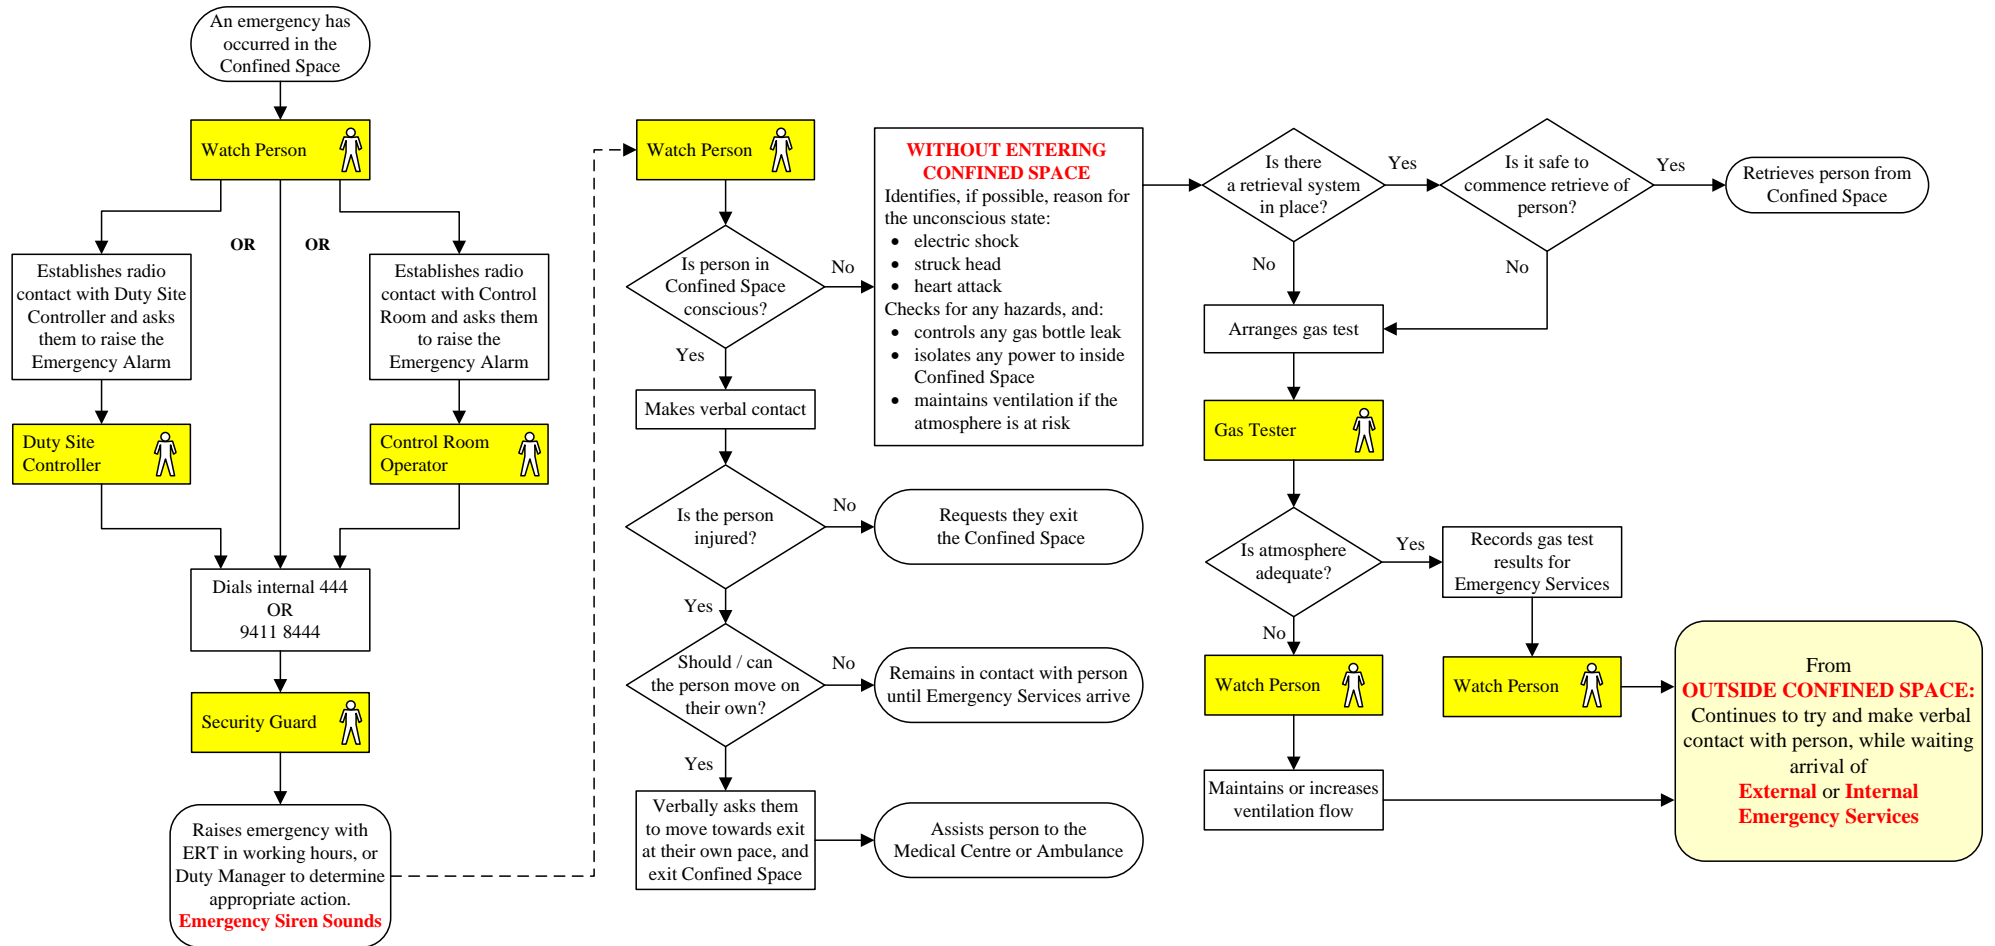 An emergency has
occurred in the
Confined Space
Watch Person
OR
OR
Establishes radio
contact with Duty Site
Controller and asks
them to raise the
Emergency Alarm
Establishes radio
contact with Control
Room and asks them
to raise the
Emergency Alarm
Duty Site
Controller
Control Room
Operator
Dials internal 444
OR
9411 8444
Security Guard
Raises emergency with
ERT in working hours, or
Duty Manager to determine
appropriate action.
Emergency Siren Sounds
Watch Person
Is person in
Confined Space
conscious?
No
Yes
Makes verbal contact
Is the person
injured?
No
Requests they exit
the Confined Space
Yes
Should / can
the person move on
their own?
No
Remains in contact with person
until Emergency Services arrive
Yes
Verbally asks them
to move towards exit
at their own pace, and
exit Confined Space
Assists person to the
Medical Centre or Ambulance
WITHOUT ENTERING
CONFINED SPACE
Identifies, if possible, reason for
the unconscious state:
• electric shock
• struck head
• heart attack
Checks for any hazards, and:
• controls any gas bottle leak
• isolates any power to inside
Confined Space
• maintains ventilation if the
atmosphere is at risk
Is there
a retrieval system
in place?
Yes
No
Is it safe to
commence retrieve of
person?
Yes
No
Retrieves person from
Confined Space
Arranges gas test
Gas Tester
Is atmosphere
adequate?
Yes
No
Records gas test
results for
Emergency Services
Watch Person
Watch Person
Maintains or increases
ventilation flow
From
OUTSIDE CONFINED SPACE:
Continues to try and make verbal
contact with person, while waiting
arrival of
External or Internal
Emergency Services